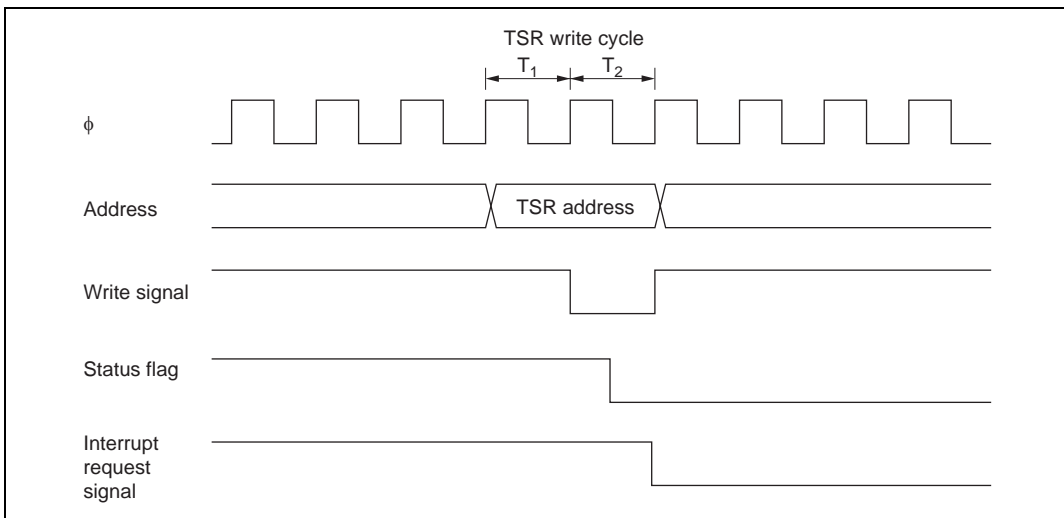 TSR write cycle
T₁ T₂
ϕ
Address
TSR address
Write signal
Status flag
Interrupt
request
signal